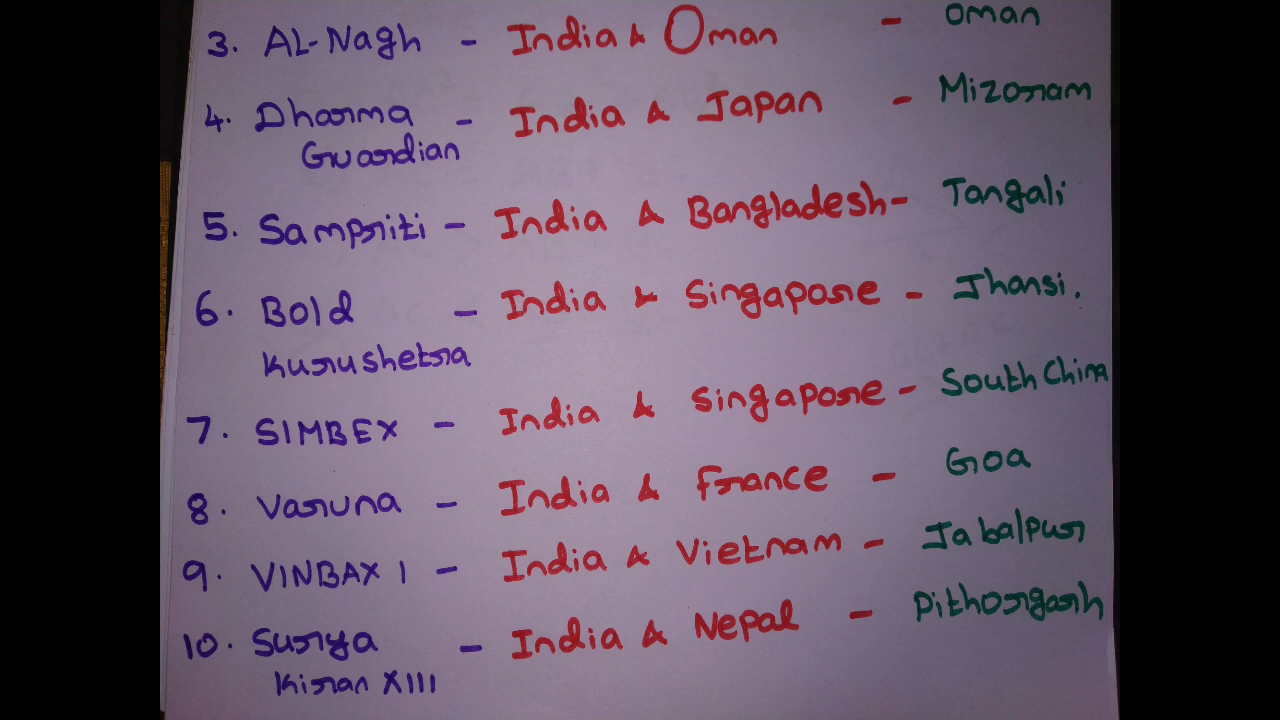 3. AL-Nagh - India & Oman - Oman
4. Dharma - India & Japan - Mizoram
Guardian
5. Sampriti - India & Bangladesh - Tangali
6. Bold - India & Singapore - Jhansi.
Kurushetra
7. SIMBEX - India & Singapore - South China
8. Varuna - India & France - Goa
9. VINBAX I - India & Vietnam - Jabalpur
10. Surya - India & Nepal - Pithorgarh
Kiran XIII